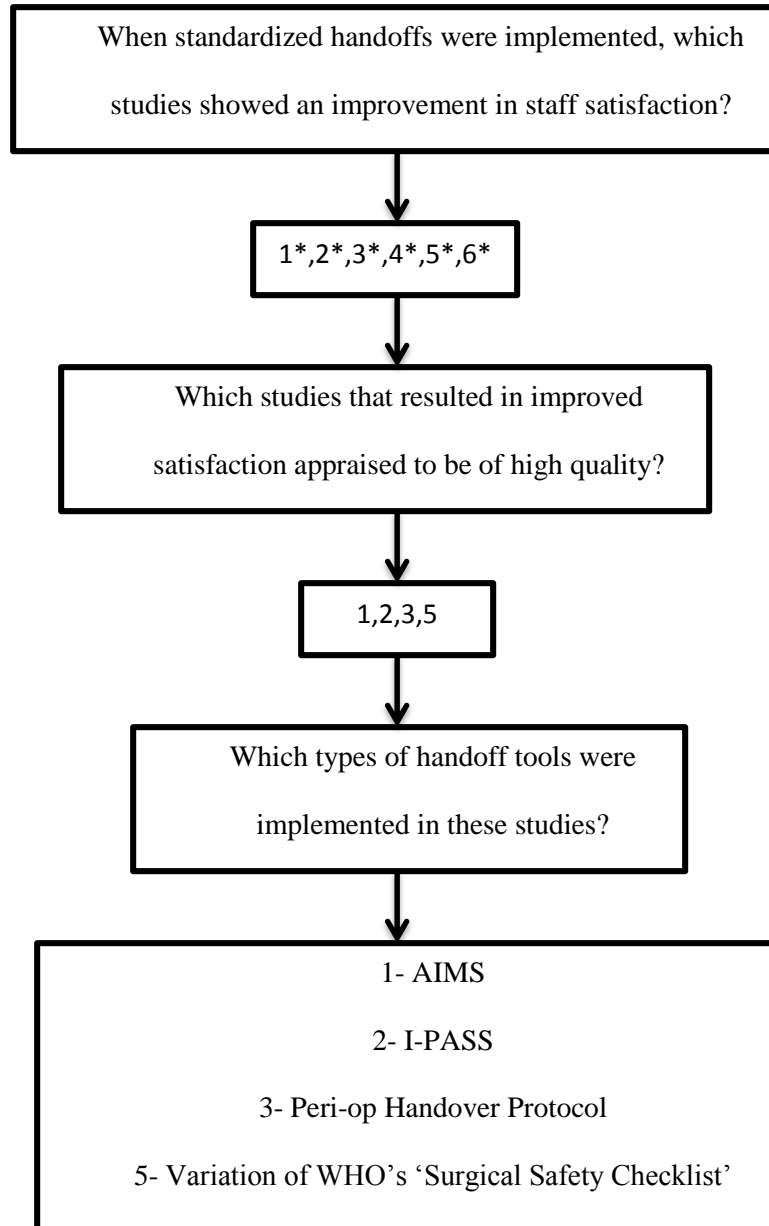 When standardized handoffs were implemented, which
studies showed an improvement in staff satisfaction?
1*,2*,3*,4*,5*,6*
Which studies that resulted in improved
satisfaction appraised to be of high quality?
1,2,3,5
Which types of handoff tools were
implemented in these studies?
1- AIMS
2- I-PASS
3- Peri-op Handover Protocol
5- Variation of WHO’s ‘Surgical Safety Checklist’